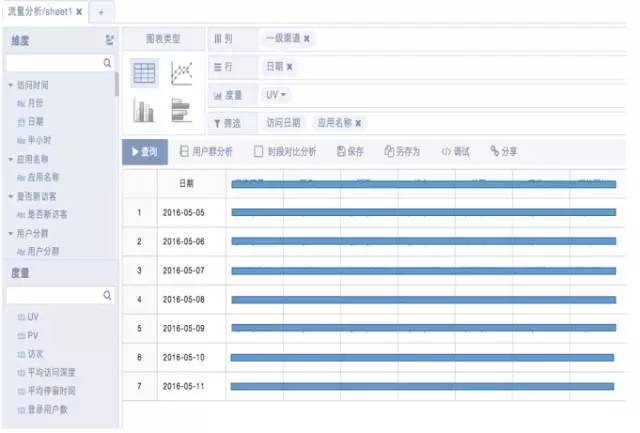 流量分析/sheet1 ×
+
维度
访问时间
Abc 月份
日期
Abc 半小时
应用名称
Abc 应用名称
是否新访客
Abc 是否新访客
用户分群
Abc 用户分群
度量
UV
PV
访次
平均访问深度
平均停留时间
登录用户数
图表类型
列 一级渠道 ×
行 日期 ×
度量 UV
筛选 访问日期 应用名称 ×
查询 用户群分析 时段对比分析 保存 另存为 </> 调试 分享
日期
1 2016-05-05
2 2016-05-06
3 2016-05-07
4 2016-05-08
5 2016-05-09
6 2016-05-10
7 2016-05-11